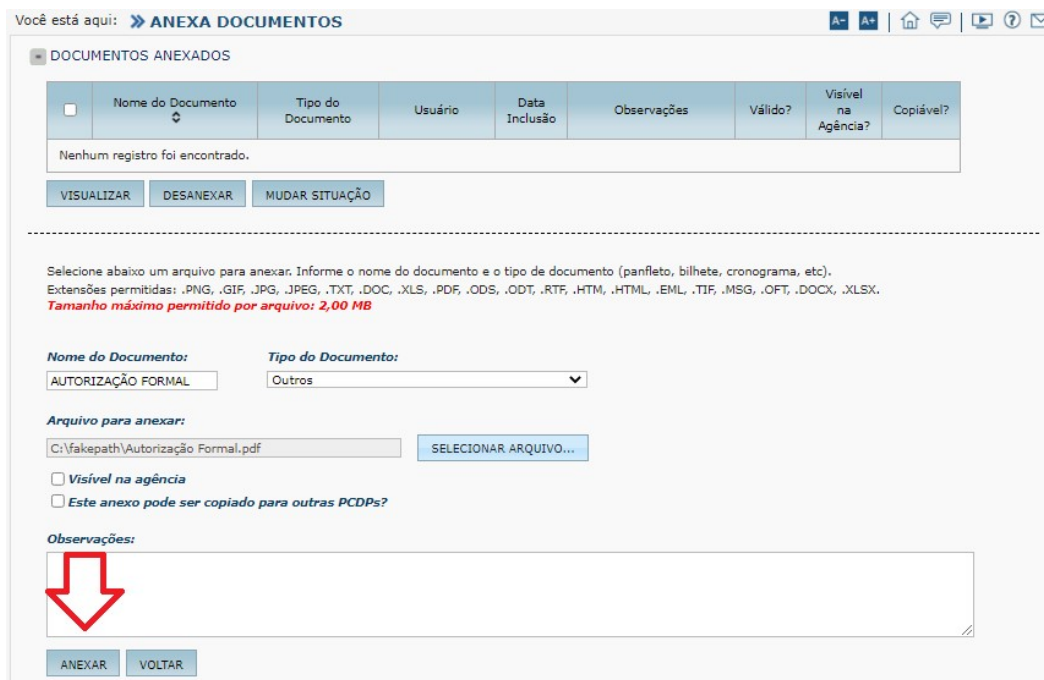 Você está aqui: ANEXA DOCUMENTOS A- A+
DOCUMENTOS ANEXADOS
Nome do Documento Tipo do Documento Usuário Data Inclusão Observações Válido? Visível na Agência? Copiável?
Nenhum registro foi encontrado.
VISUALIZAR DESANEXAR MUDAR SITUAÇÃO
Selecione abaixo um arquivo para anexar. Informe o nome do documento e o tipo de documento (panfleto, bilhete, cronograma, etc).
Extensões permitidas: .PNG, .GIF, .JPG, .JPEG, .TXT, .DOC, .XLS, .PDF, .ODS, .ODT, .RTF, .HTM, .HTML, .EML, .TIF, .MSG, .OFT, .DOCX, .XLSX.
Tamanho máximo permitido por arquivo: 2,00 MB
Nome do Documento: Tipo do Documento:
AUTORIZAÇÃO FORMAL Outros
Arquivo para anexar:
C:\fakepath\Autorização Formal.pdf SELECIONAR ARQUIVO...
Visível na agência
Este anexo pode ser copiado para outras PCDPs?
Observações:
ANEXAR VOLTAR